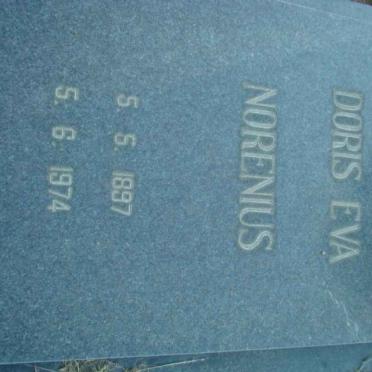 DORIS EVA
NORENIUS
5. 5. 1897
5. 6. 1974